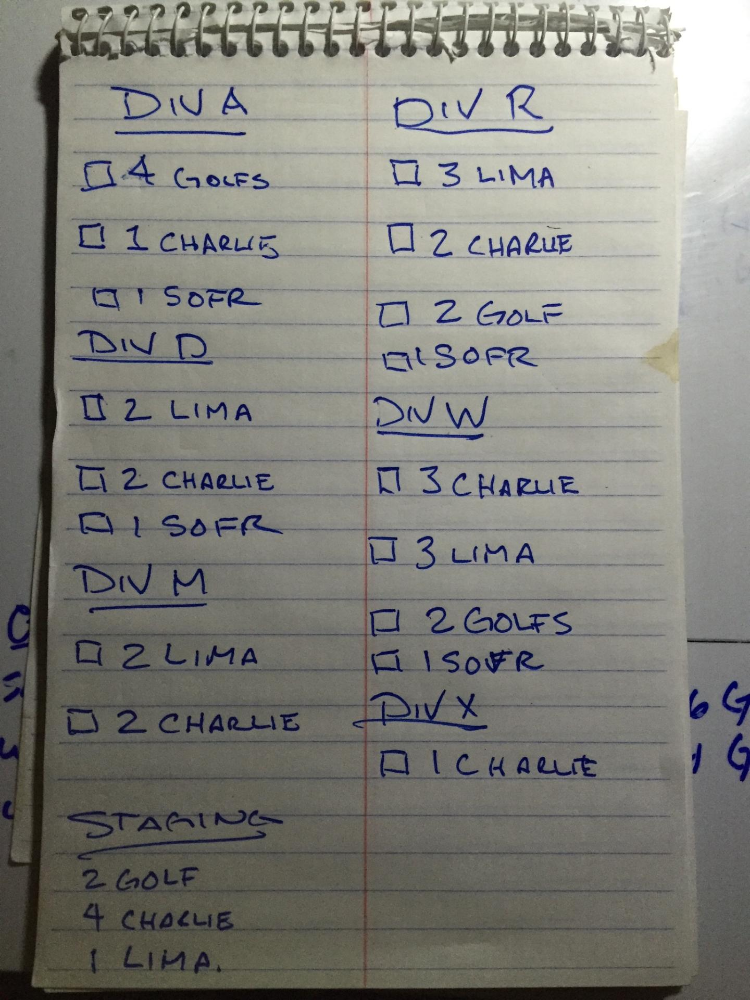 DIV A
4 GOLFS
1 CHARLIE
1 SOFR
DIV D
2 LIMA
2 CHARLIE
1 SOFR
DIV M
2 LIMA
2 CHARLIE
STAGING
2 GOLF
4 CHARLIE
1 LIMA.
DIV R
3 LIMA
2 CHARLIE
2 GOLF
1 SOFR
DIV W
3 CHARLIE
3 LIMA
2 GOLFS
1 SOFR
DIV X
1 CHARLIE
6 G
1 G